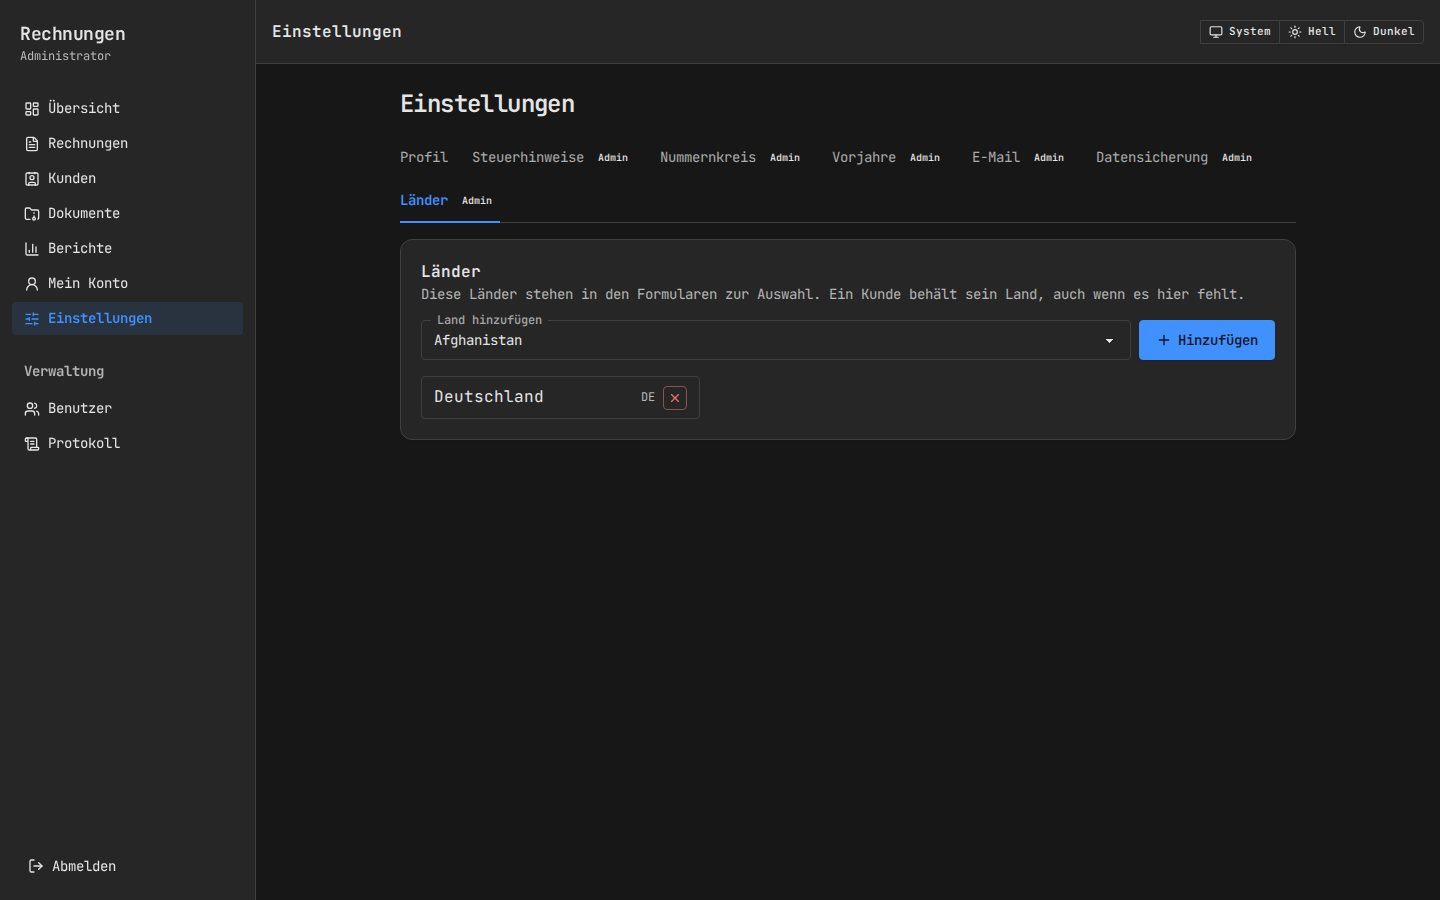 Rechnungen
Administrator
Übersicht
Rechnungen
Kunden
Dokumente
Berichte
Mein Konto
Einstellungen
Verwaltung
Benutzer
Protokoll
Abmelden
Einstellungen
System Hell Dunkel
Einstellungen
Profil Steuerhinweise Admin Nummernkreis Admin Vorjahre Admin E-Mail Admin Datensicherung Admin
Länder Admin
Länder
Diese Länder stehen in den Formularen zur Auswahl. Ein Kunde behält sein Land, auch wenn es hier fehlt.
Land hinzufügen
Afghanistan
Hinzufügen
Deutschland DE